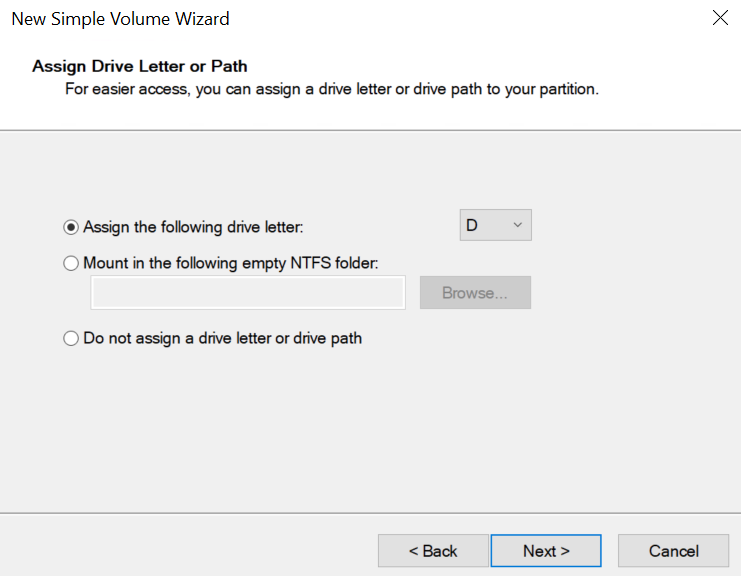 New Simple Volume Wizard
Assign Drive Letter or Path
For easier access, you can assign a drive letter or drive path to your partition.
Assign the following drive letter: D
Mount in the following empty NTFS folder:
Browse...
Do not assign a drive letter or drive path
< Back Next > Cancel